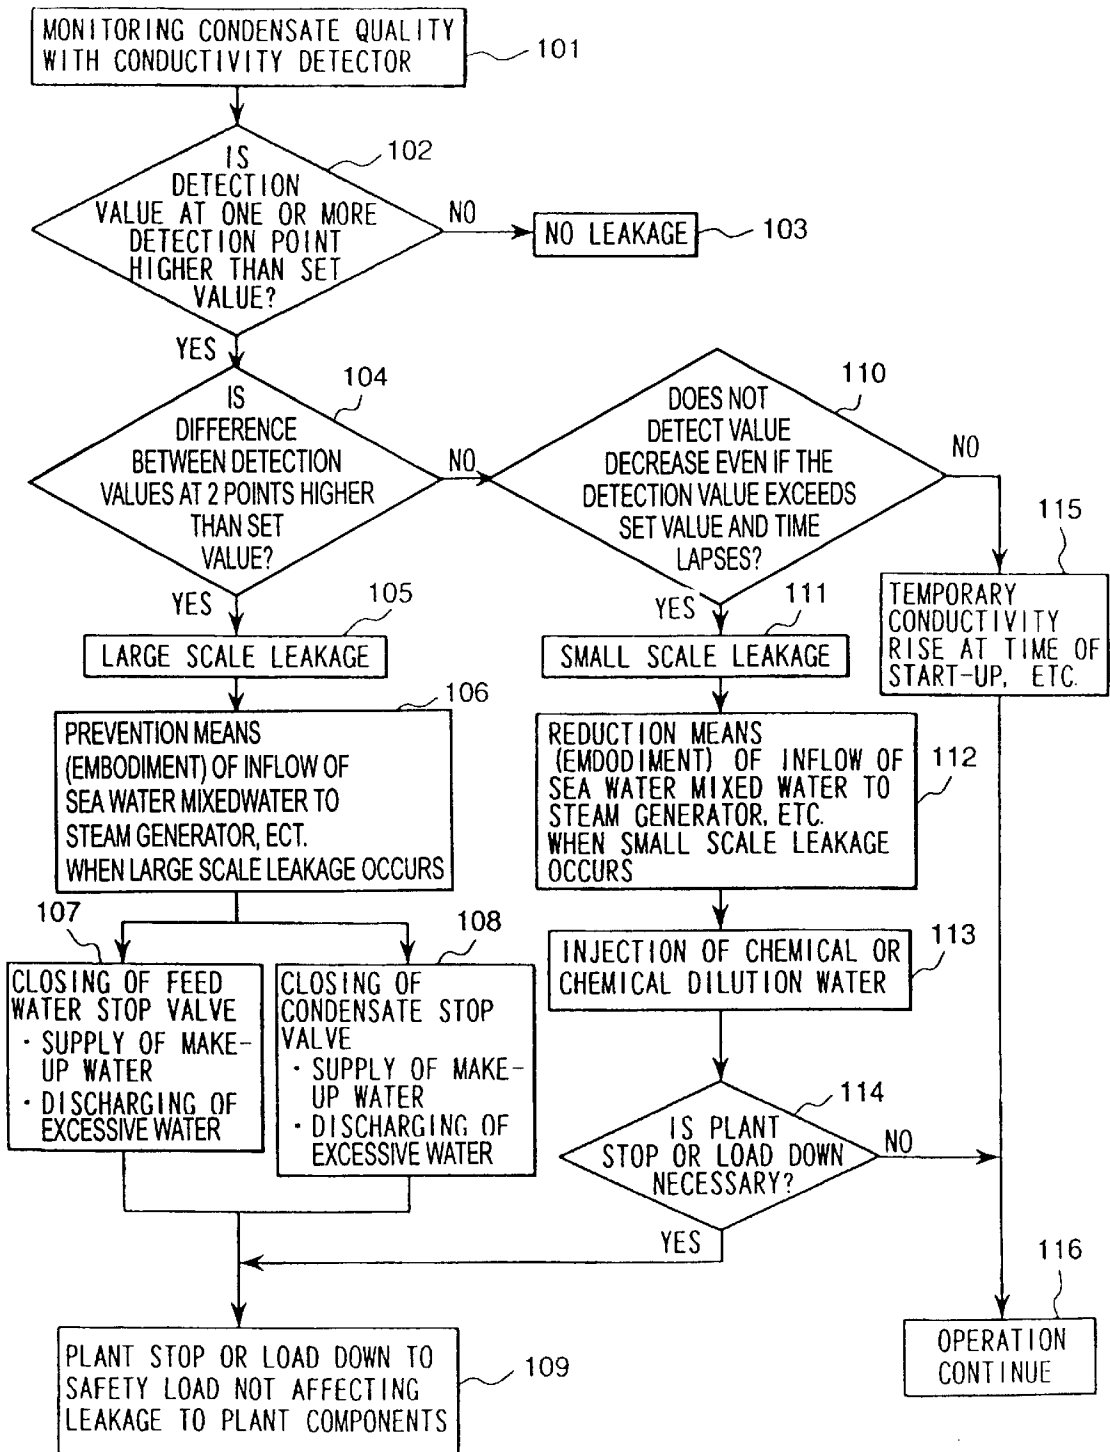 MONITORING CONDENSATE QUALITY
WITH CONDUCTIVITY DETECTOR
101
IS
DETECTION
VALUE AT ONE OR MORE
DETECTION POINT
HIGHER THAN SET
VALUE?
102
NO
NO LEAKAGE
103
YES
IS
DIFFERENCE
BETWEEN DETECTION
VALUES AT 2 POINTS HIGHER
THAN SET
VALUE?
104
NO
DOES NOT
DETECT VALUE
DECREASE EVEN IF THE
DETECTION VALUE EXCEEDS
SET VALUE AND TIME
LAPSES?
110
NO
115
TEMPORARY
CONDUCTIVITY
RISE AT TIME OF
START-UP, ETC.
YES
105
LARGE SCALE LEAKAGE
YES
111
SMALL SCALE LEAKAGE
106
PREVENTION MEANS
(EMBODIMENT) OF INFLOW OF
SEA WATER MIXEDWATER TO
STEAM GENERATOR, ECT.
WHEN LARGE SCALE LEAKAGE OCCURS
REDUCTION MEANS
(EMDODIMENT) OF INFLOW OF
SEA WATER MIXED WATER TO
STEAM GENERATOR, ETC.
WHEN SMALL SCALE LEAKAGE
OCCURS
112
107
CLOSING OF FEED
WATER STOP VALVE
· SUPPLY OF MAKE-
UP WATER
· DISCHARGING OF
EXCESSIVE WATER
108
CLOSING OF
CONDENSATE STOP
VALVE
· SUPPLY OF MAKE-
UP WATER
· DISCHARGING OF
EXCESSIVE WATER
INJECTION OF CHEMICAL OR
CHEMICAL DILUTION WATER
113
IS PLANT
STOP OR LOAD DOWN
NECESSARY?
114
NO
YES
PLANT STOP OR LOAD DOWN TO
SAFETY LOAD NOT AFFECTING
LEAKAGE TO PLANT COMPONENTS
109
116
OPERATION
CONTINUE